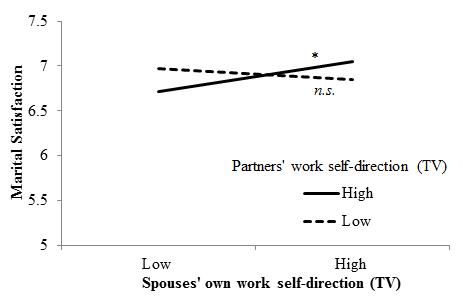 7.5
7
6.5
6
5.5
5
Marital Satisfaction
*
n.s.
Partners' work self-direction (TV)
High
Low
Low High
Spouses' own work self-direction (TV)